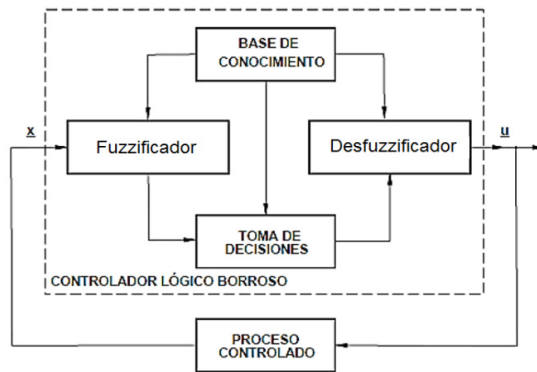 BASE DE
CONOCIMIENTO
x
Fuzzificador
Desfuzzificador
u
TOMA DE
DECISIONES
CONTROLADOR LÓGICO BORROSO
PROCESO
CONTROLADO